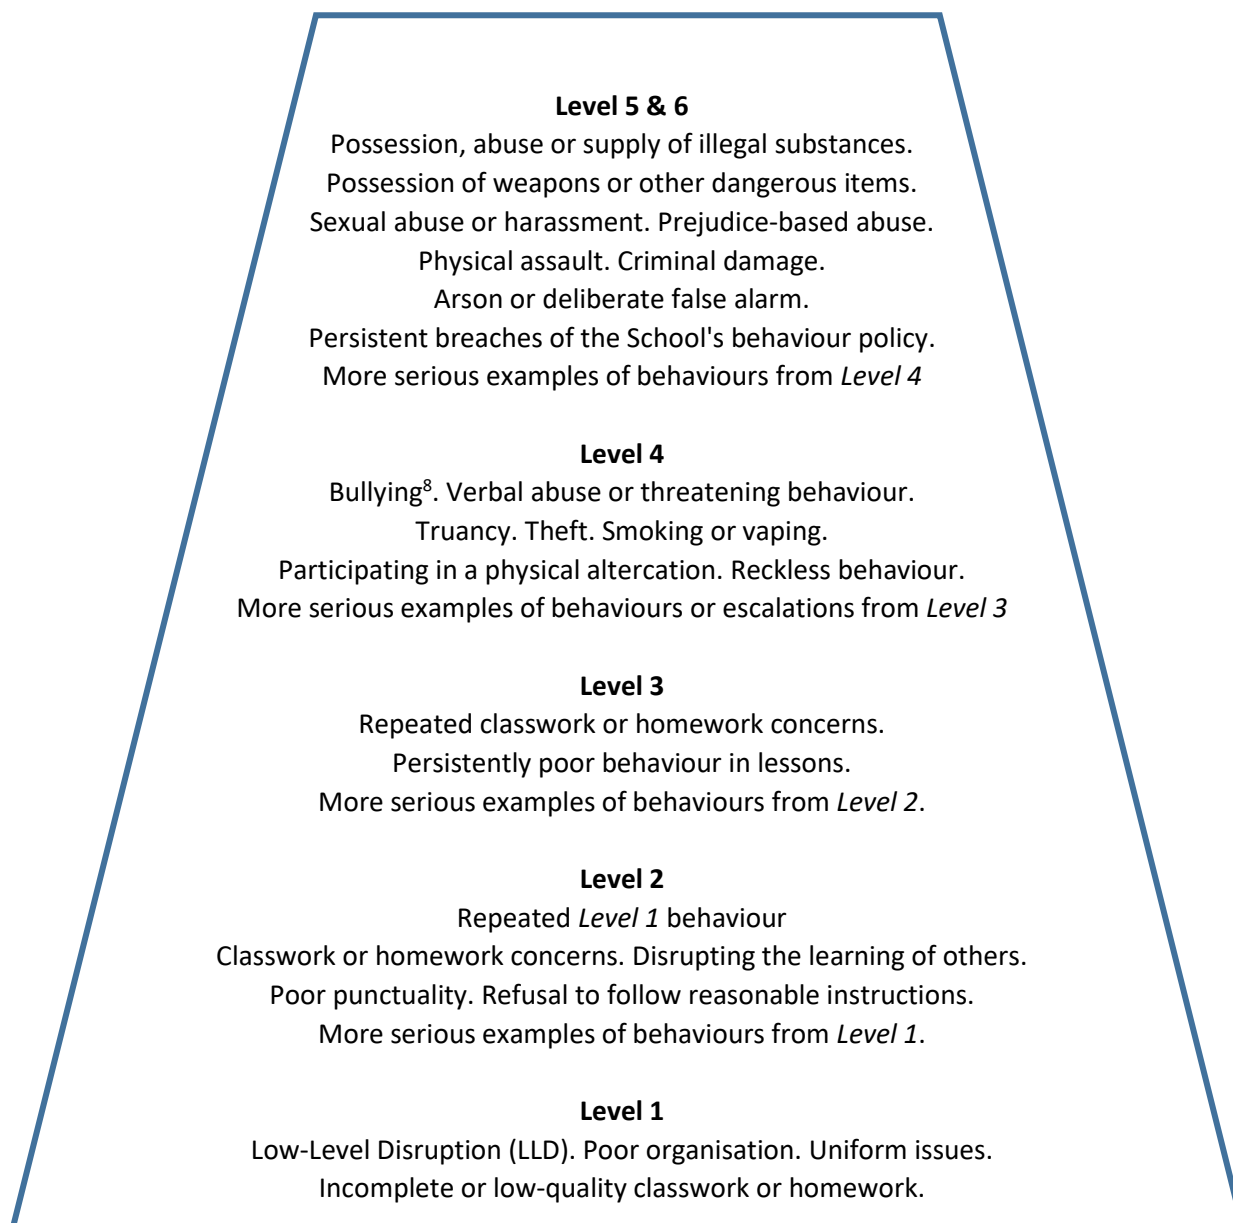 Level 5 & 6
Possession, abuse or supply of illegal substances.
Possession of weapons or other dangerous items.
Sexual abuse or harassment. Prejudice-based abuse.
Physical assault. Criminal damage.
Arson or deliberate false alarm.
Persistent breaches of the School's behaviour policy.
More serious examples of behaviours from Level 4
Level 4
Bullying⁸. Verbal abuse or threatening behaviour.
Truancy. Theft. Smoking or vaping.
Participating in a physical altercation. Reckless behaviour.
More serious examples of behaviours or escalations from Level 3
Level 3
Repeated classwork or homework concerns.
Persistently poor behaviour in lessons.
More serious examples of behaviours from Level 2.
Level 2
Repeated Level 1 behaviour
Classwork or homework concerns. Disrupting the learning of others.
Poor punctuality. Refusal to follow reasonable instructions.
More serious examples of behaviours from Level 1.
Level 1
Low-Level Disruption (LLD). Poor organisation. Uniform issues.
Incomplete or low-quality classwork or homework.